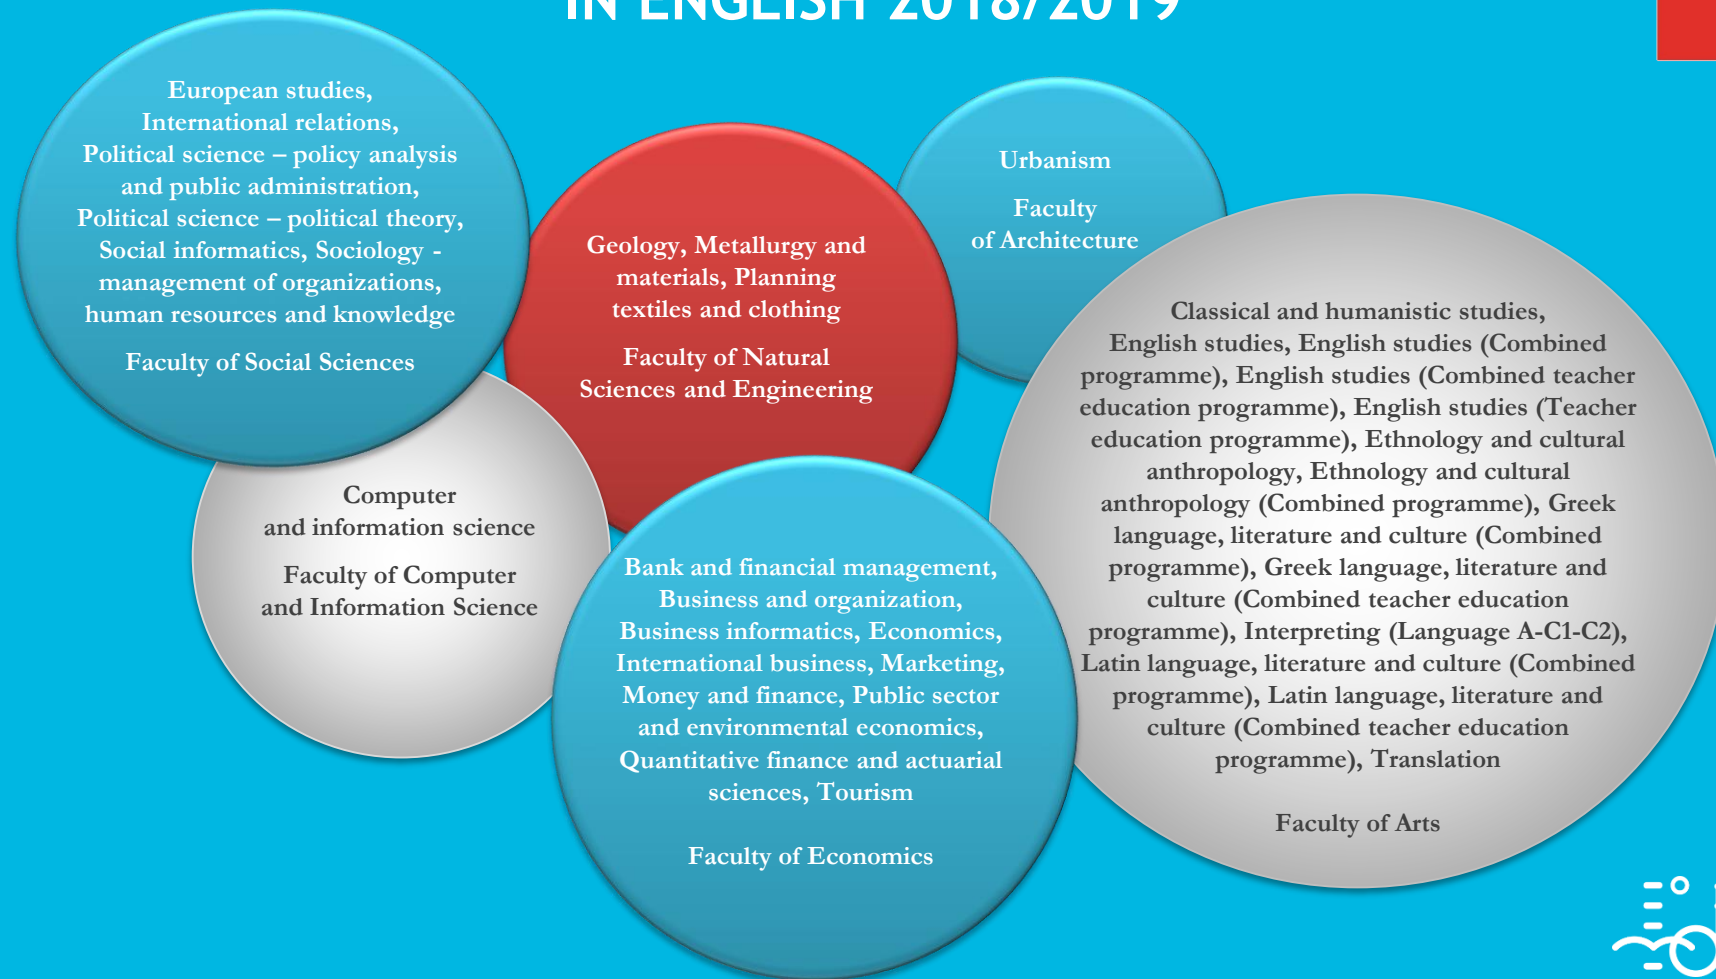 IN ENGLISH 2018/2019
European studies,
International relations,
Political science – policy analysis
and public administration,
Political science – political theory,
Social informatics, Sociology -
management of organizations,
human resources and knowledge
Faculty of Social Sciences
Geology, Metallurgy and
materials, Planning
textiles and clothing
Faculty of Natural
Sciences and Engineering
Urbanism
Faculty
of Architecture
Classical and humanistic studies,
English studies, English studies (Combined
programme), English studies (Combined teacher
education programme), English studies (Teacher
education programme), Ethnology and cultural
anthropology, Ethnology and cultural
anthropology (Combined programme), Greek
language, literature and culture (Combined
programme), Greek language, literature and
culture (Combined teacher education
programme), Interpreting (Language A-C1-C2),
Latin language, literature and culture (Combined
programme), Latin language, literature and
culture (Combined teacher education
programme), Translation
Faculty of Arts
Computer
and information science
Faculty of Computer
and Information Science
Bank and financial management,
Business and organization,
Business informatics, Economics,
International business, Marketing,
Money and finance, Public sector
and environmental economics,
Quantitative finance and actuarial
sciences, Tourism
Faculty of Economics